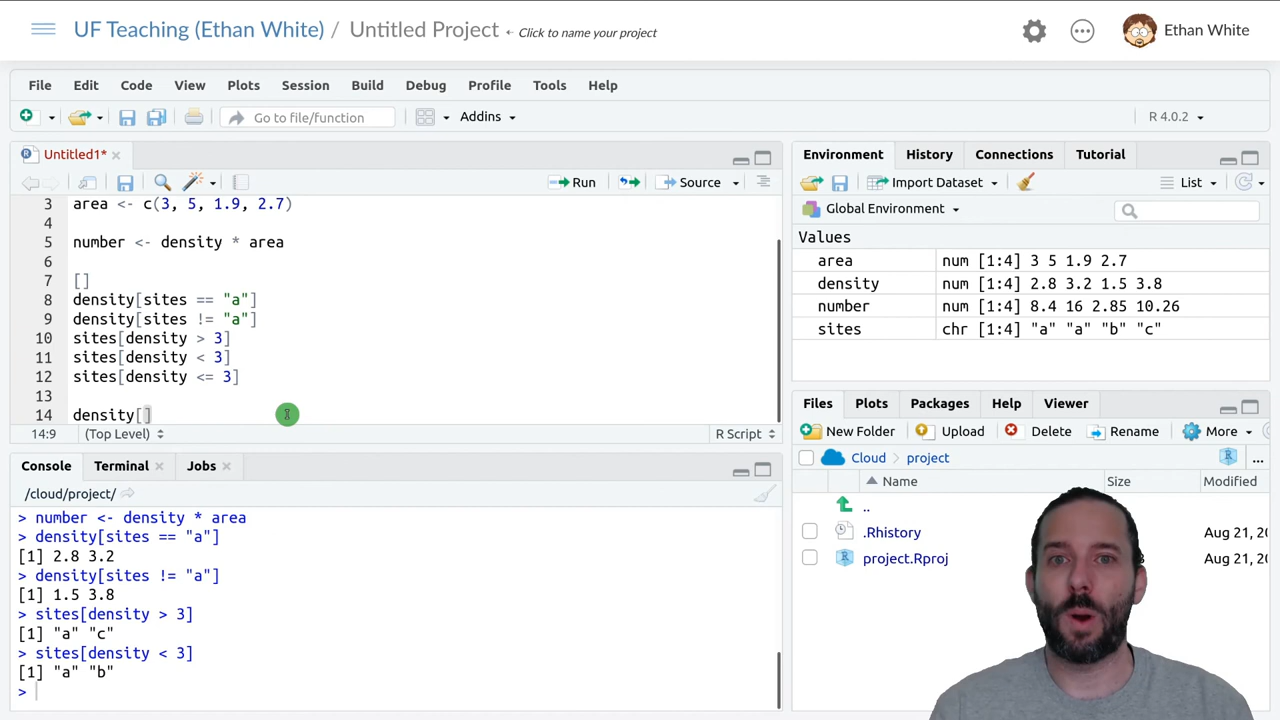 UF Teaching (Ethan White) / Untitled Project Click to name your project Ethan White
File Edit Code View Plots Session Build Debug Profile Tools Help
Go to file/function Addins R 4.0.2
Untitled1*
Run Source
3 area <- c(3, 5, 1.9, 2.7)
4
5 number <- density * area
6
7 []
8 density[sites == "a"]
9 density[sites != "a"]
10 sites[density > 3]
11 sites[density < 3]
12 sites[density <= 3]
13
14 density[]
14:9 (Top Level) R Script
Console Terminal Jobs
/cloud/project/
> number <- density * area
> density[sites == "a"]
[1] 2.8 3.2
> density[sites != "a"]
[1] 1.5 3.8
> sites[density > 3]
[1] "a" "c"
> sites[density < 3]
[1] "a" "b"
>
Environment History Connections Tutorial
Import Dataset List
Global Environment
Values
area num [1:4] 3 5 1.9 2.7
density num [1:4] 2.8 3.2 1.5 3.8
number num [1:4] 8.4 16 2.85 10.26
sites chr [1:4] "a" "a" "b" "c"
Files Plots Packages Help Viewer
New Folder Upload Delete Rename More
Cloud project ...
Name Size Modified
..
.Rhistory Aug 21, 20
project.Rproj Aug 21, 20